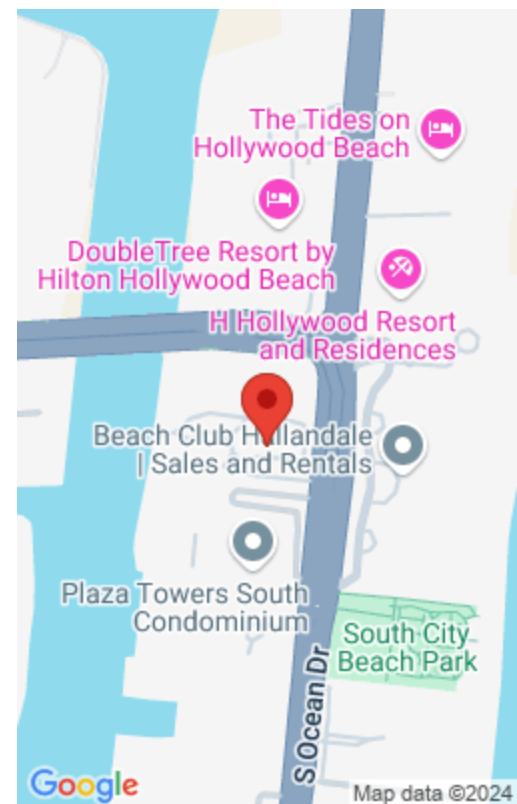 The Tides on
Hollywood Beach
DoubleTree Resort by
Hilton Hollywood Beach
H Hollywood Resort
and Residences
Beach Club Hallandale
| Sales and Rentals
Plaza Towers South
Condominium
South City
Beach Park
S Ocean Dr
Google
Map data ©2024